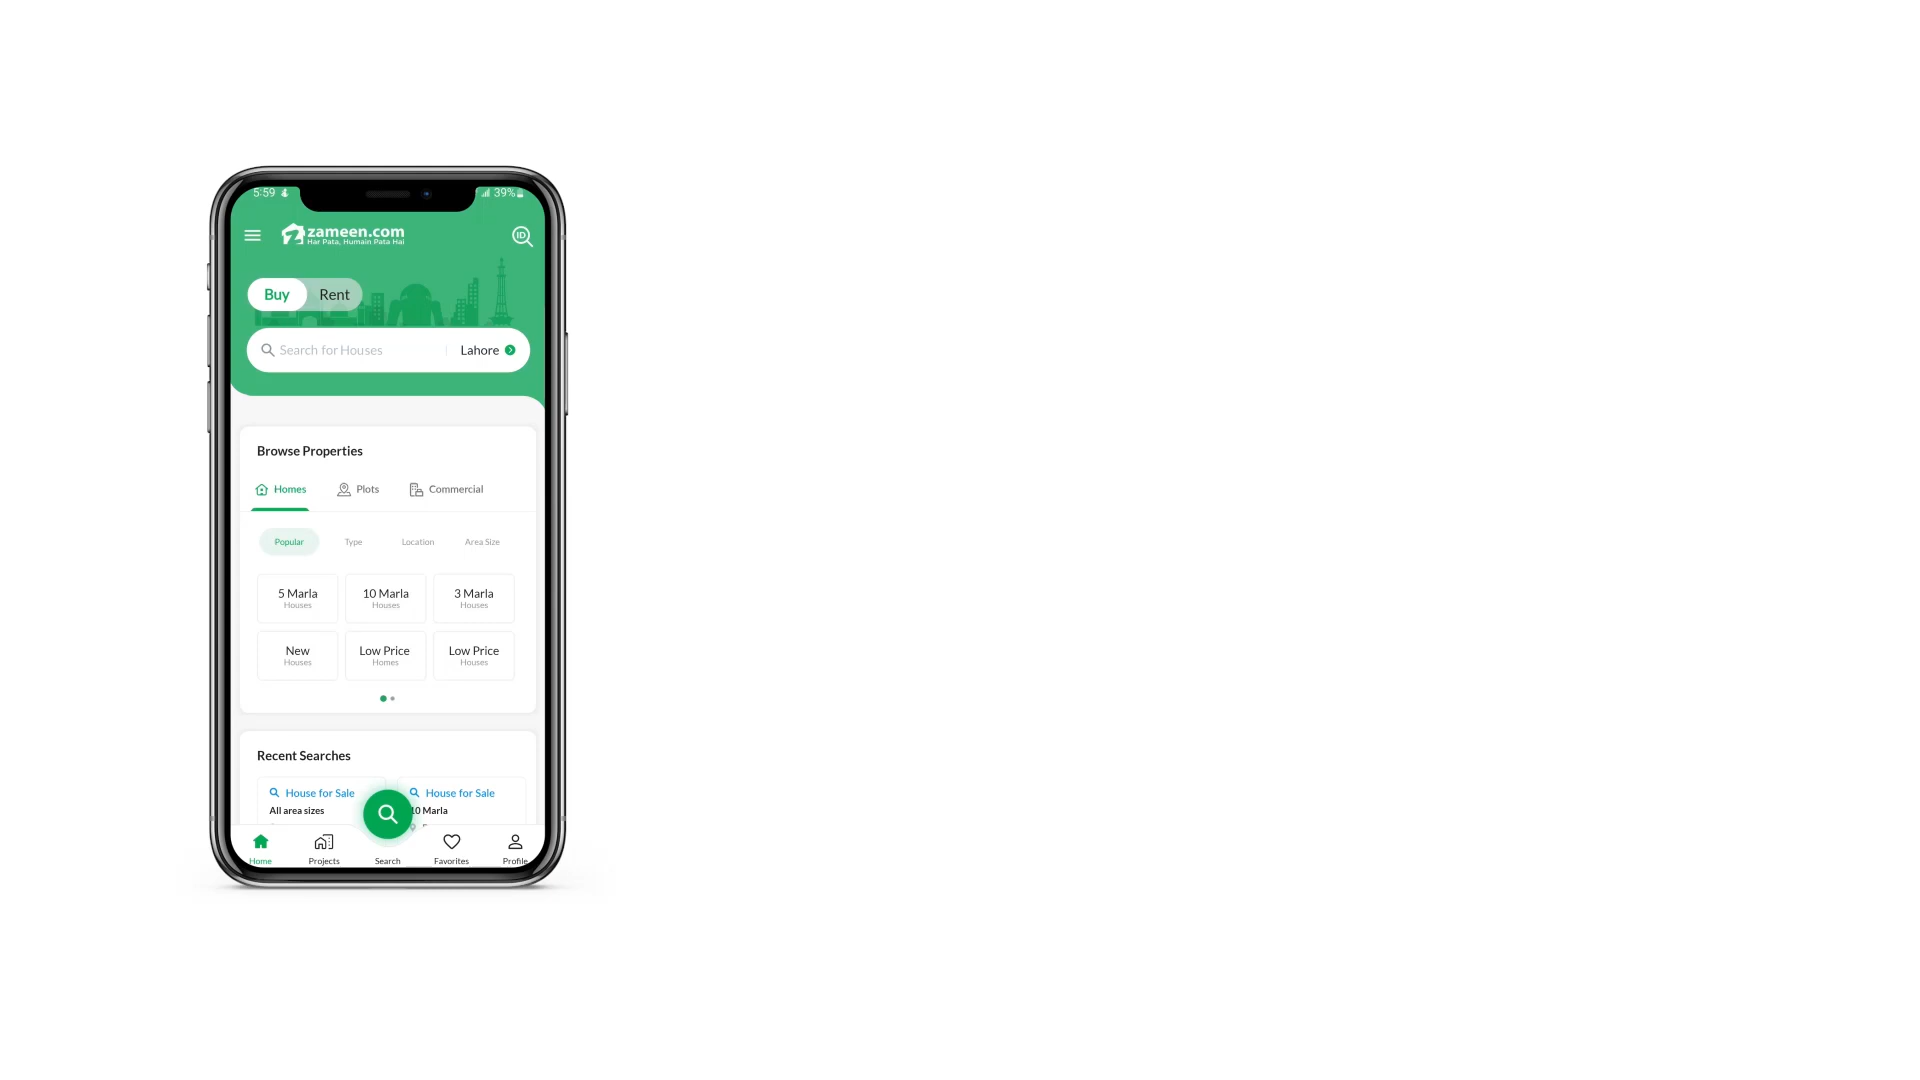 5:59 39%
zameen.com
Har Pata, Humain Pata Hai
ID
Buy Rent
Search for Houses Lahore
Browse Properties
Homes Plots Commercial
Popular Type Location Area Size
5 Marla 10 Marla 3 Marla
Houses Houses Houses
New Low Price Low Price
Houses Homes Houses
Recent Searches
House for Sale House for Sale
All area sizes 10 Marla
Home Projects Search Favorites Profile